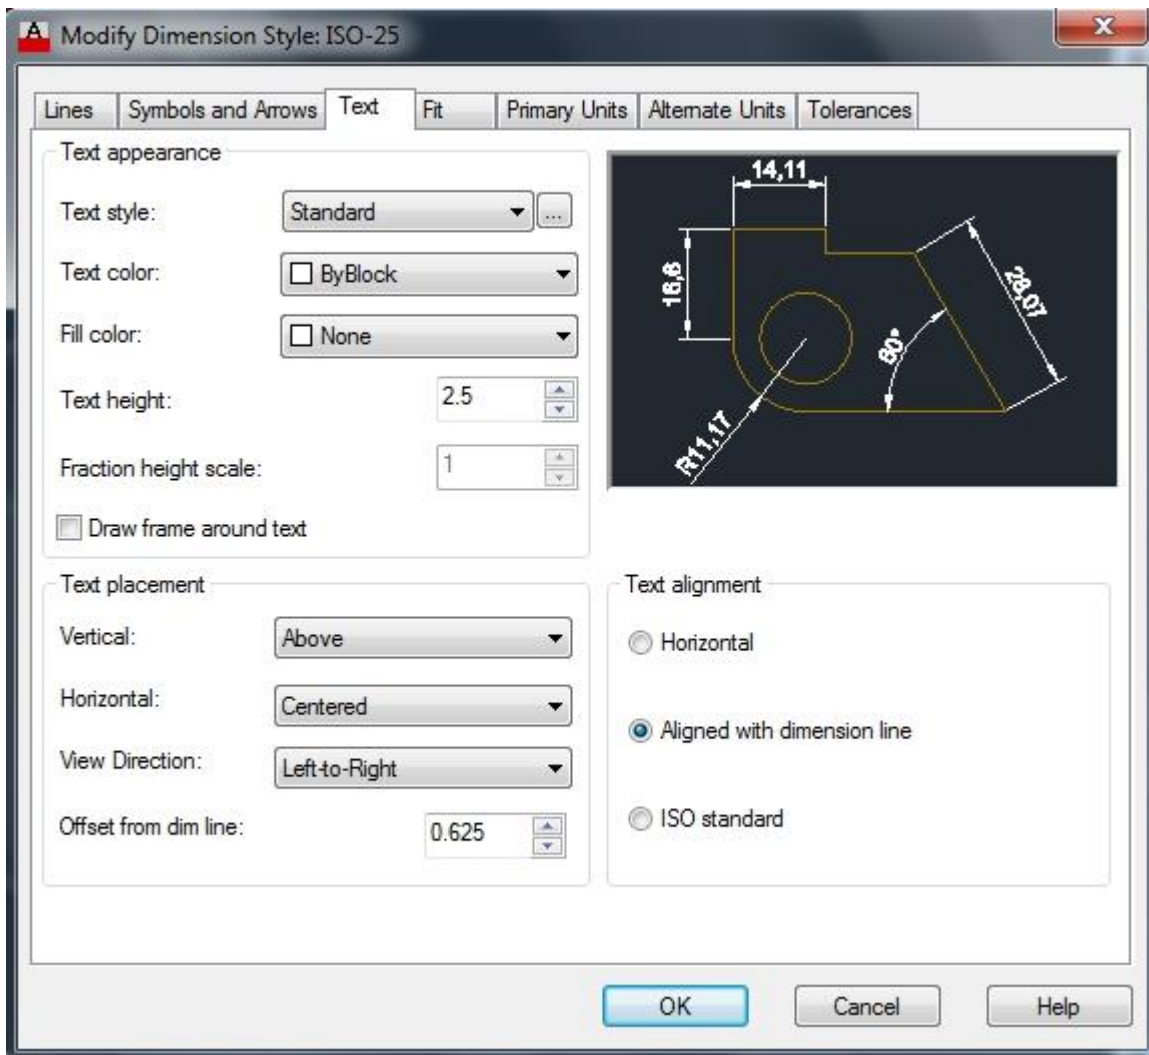 Modify Dimension Style: ISO-25
Lines Symbols and Arrows Text Fit Primary Units Alternate Units Tolerances
Text appearance
Text style: Standard ...
Text color: ByBlock
Fill color: None
Text height: 2.5
Fraction height scale: 1
Draw frame around text
14,11
16,6
28,07
60°
R11,17
Text placement
Vertical: Above
Horizontal: Centered
View Direction: Left-to-Right
Offset from dim line: 0.625
Text alignment
Horizontal
Aligned with dimension line
ISO standard
OK Cancel Help